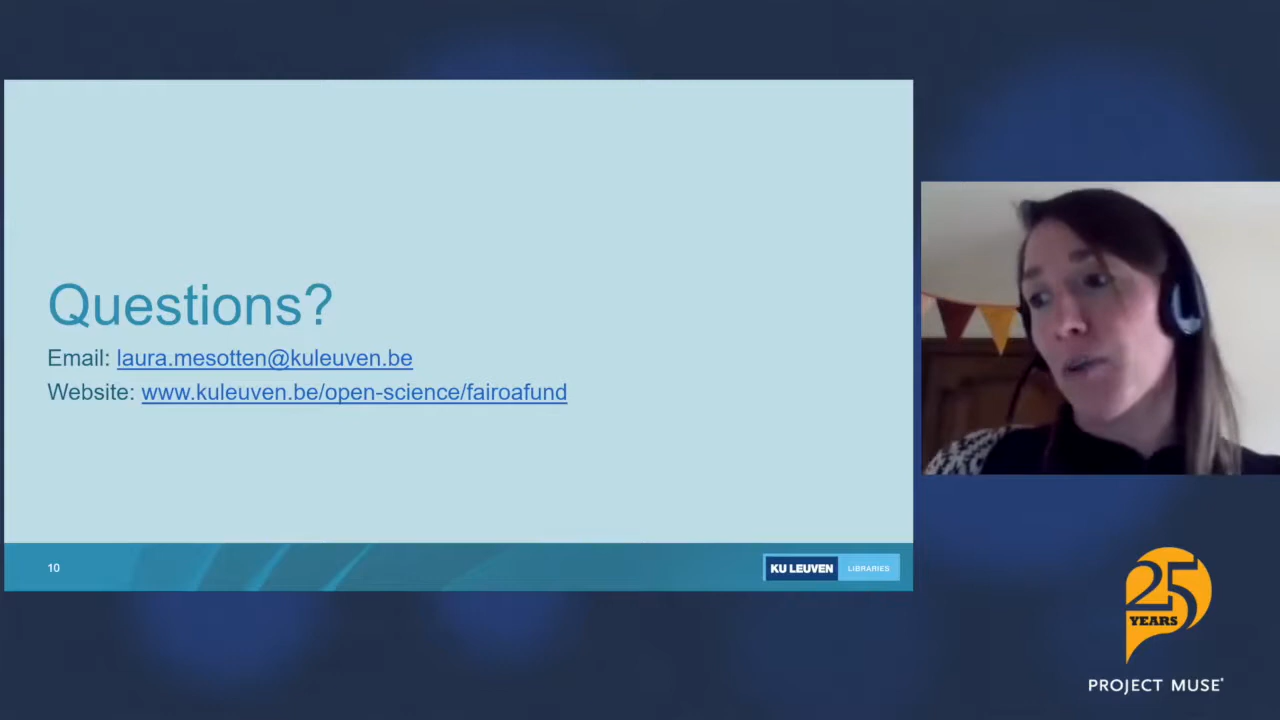 Questions?
Email: laura.mesotten@kuleuven.be
Website: www.kuleuven.be/open-science/fairoafund
10
KU LEUVEN LIBRARIES
25
YEARS
PROJECT MUSE®